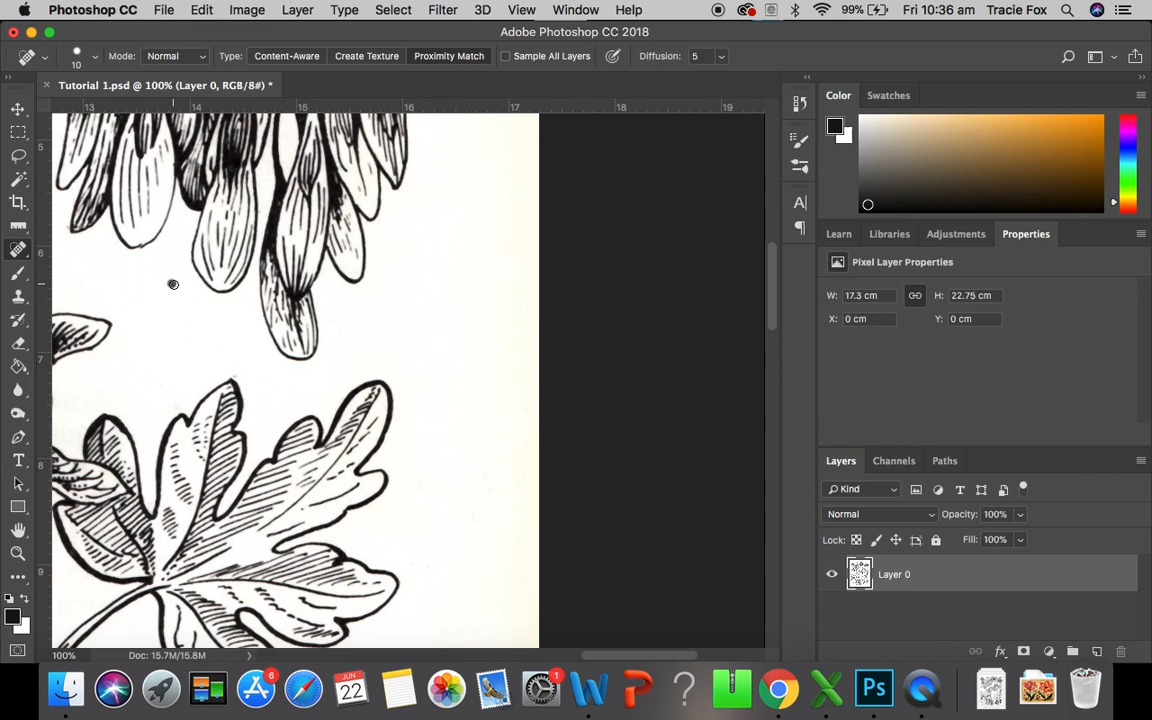 Photoshop CC File Edit Image Layer Type Select Filter 3D View Window Help 99% Fri 10:36 am Tracie Fox
Adobe Photoshop CC 2018
10 Mode: Normal Type: Content-Aware Create Texture Proximity Match Sample All Layers Diffusion: 5
Tutorial 1.psd @ 100% (Layer 0, RGB/8#) *
13 14 15 16 17 18 19
5
6
7
8
9
Color Swatches
Learn Libraries Adjustments Properties
Pixel Layer Properties
W: 17.3 cm H: 22.75 cm
X: 0 cm Y: 0 cm
Layers Channels Paths
Kind
Normal Opacity: 100%
Lock: Fill: 100%
Layer 0
100% Doc: 15.7M/15.8M
JUN
22
6
1
Ps